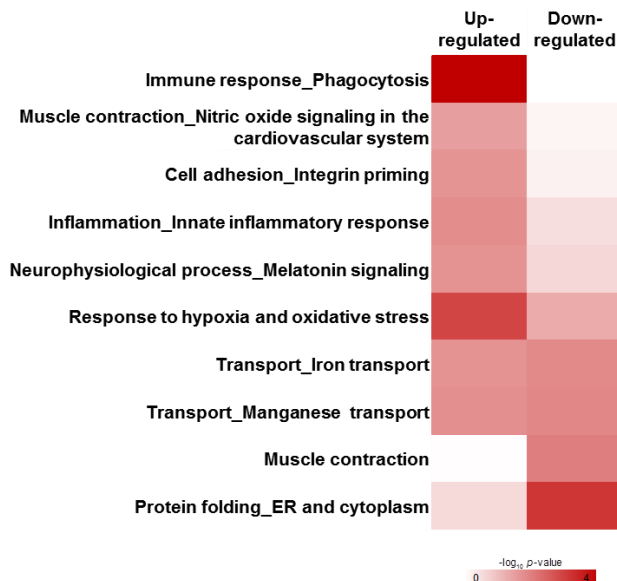 Up-
regulated
Down-
regulated
Immune response_Phagocytosis
Muscle contraction_Nitric oxide signaling in the
cardiovascular system
Cell adhesion_Integrin priming
Inflammation_Innate inflammatory response
Neurophysiological process_Melatonin signaling
Response to hypoxia and oxidative stress
Transport_Iron transport
Transport_Manganese transport
Muscle contraction
Protein folding_ER and cytoplasm
-log₁₀ p-value
0 4